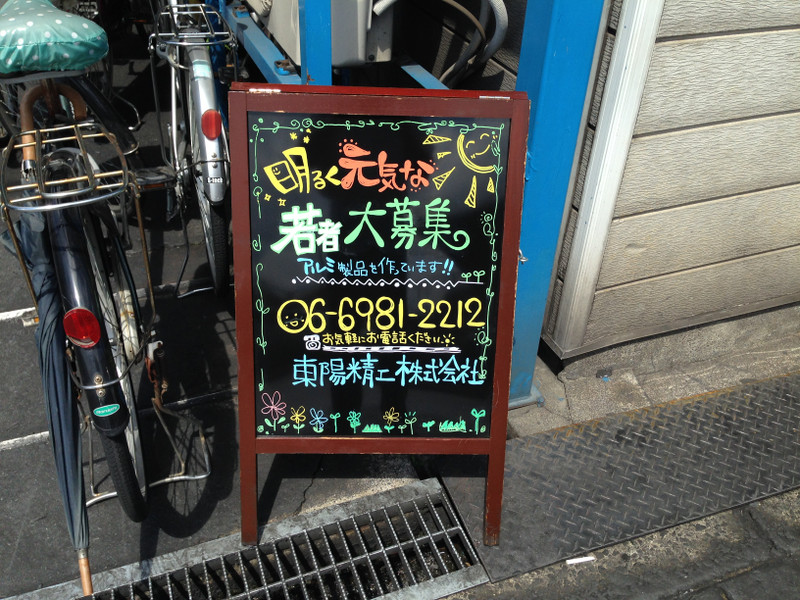 明るく元気な
若者大募集
アルミ製品を作っています!!
06-6981-2212
お気軽にお電話ください
東陽精工株式会社